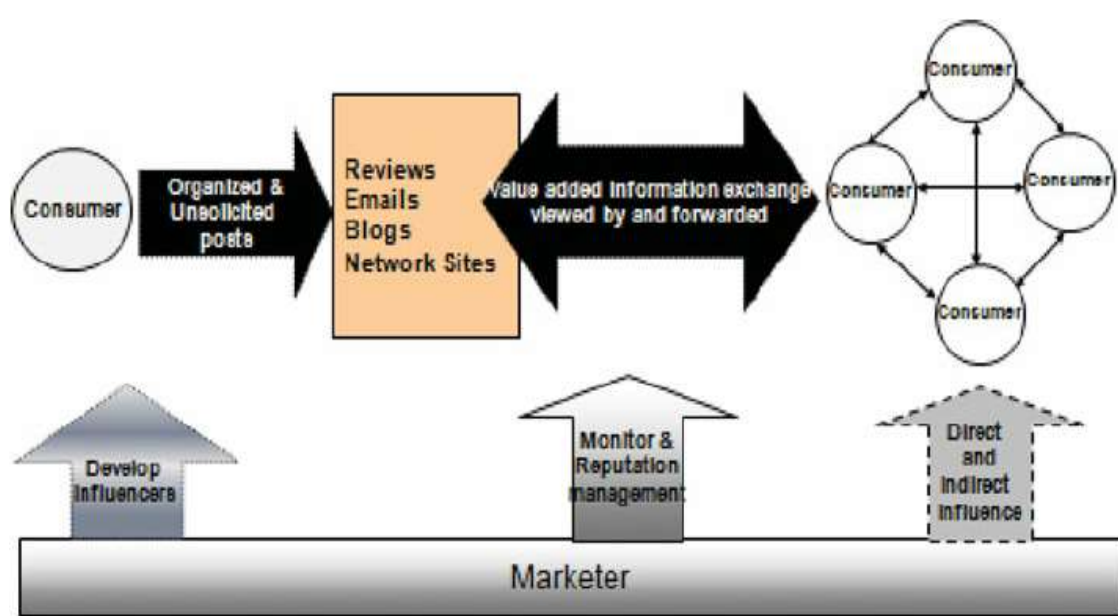 Consumer
Organized &
Unsolicited
posts
Reviews
Emails
Blogs
Network Sites
Value added Information exchange
viewed by and forwarded
Consumer
Consumer
Consumer
Consumer
Develop
Influencers
Monitor &
Reputation
management
Direct
and
Indirect
Influence
Marketer